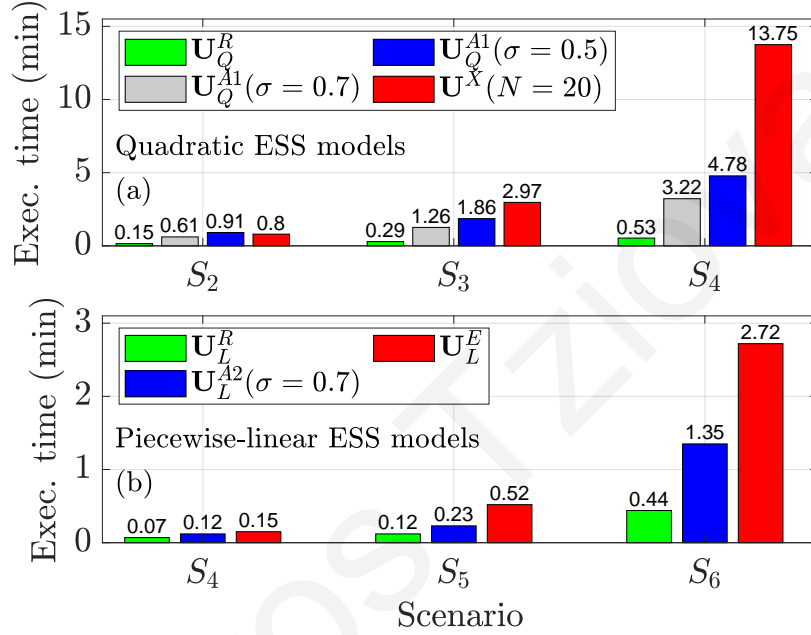 Exec. time (min)
15
10
5
0
U_Q^R
U_Q^{A1}(σ = 0.5)
U_Q^{A1}(σ = 0.7)
U^X(N = 20)
Quadratic ESS models
(a)
0.15 0.61 0.91 0.8
0.29 1.26 1.86 2.97
0.53 3.22 4.78 13.75
S_2 S_3 S_4
Exec. time (min)
3
2
1
0
U_L^R
U_L^E
U_L^{A2}(σ = 0.7)
Piecewise-linear ESS models
(b)
0.07 0.12 0.15
0.12 0.23 0.52
0.44 1.35 2.72
S_4 S_5 S_6
Scenario